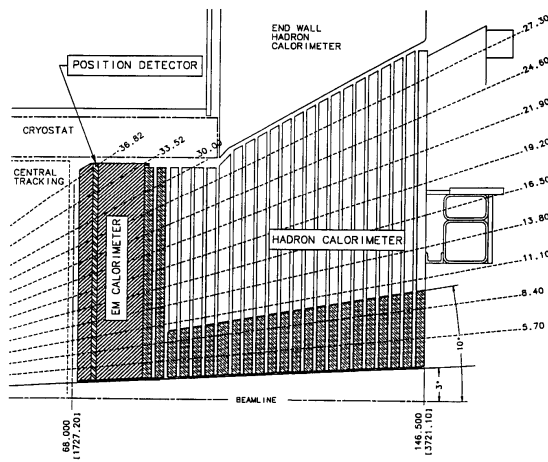 END WALL
HADRON
CALORIMETER
27.30
24.60
POSITION DETECTOR
21.90
CRYOSTAT
36.82
33.52
30.00
19.20
CENTRAL
TRACKING
16.50
EM CALORIMETER
HADRON CALORIMETER
13.80
11.10
8.40
5.70
10°
3°
BEAMLINE
68.000
[1727.20]
146.500
[3721.10]